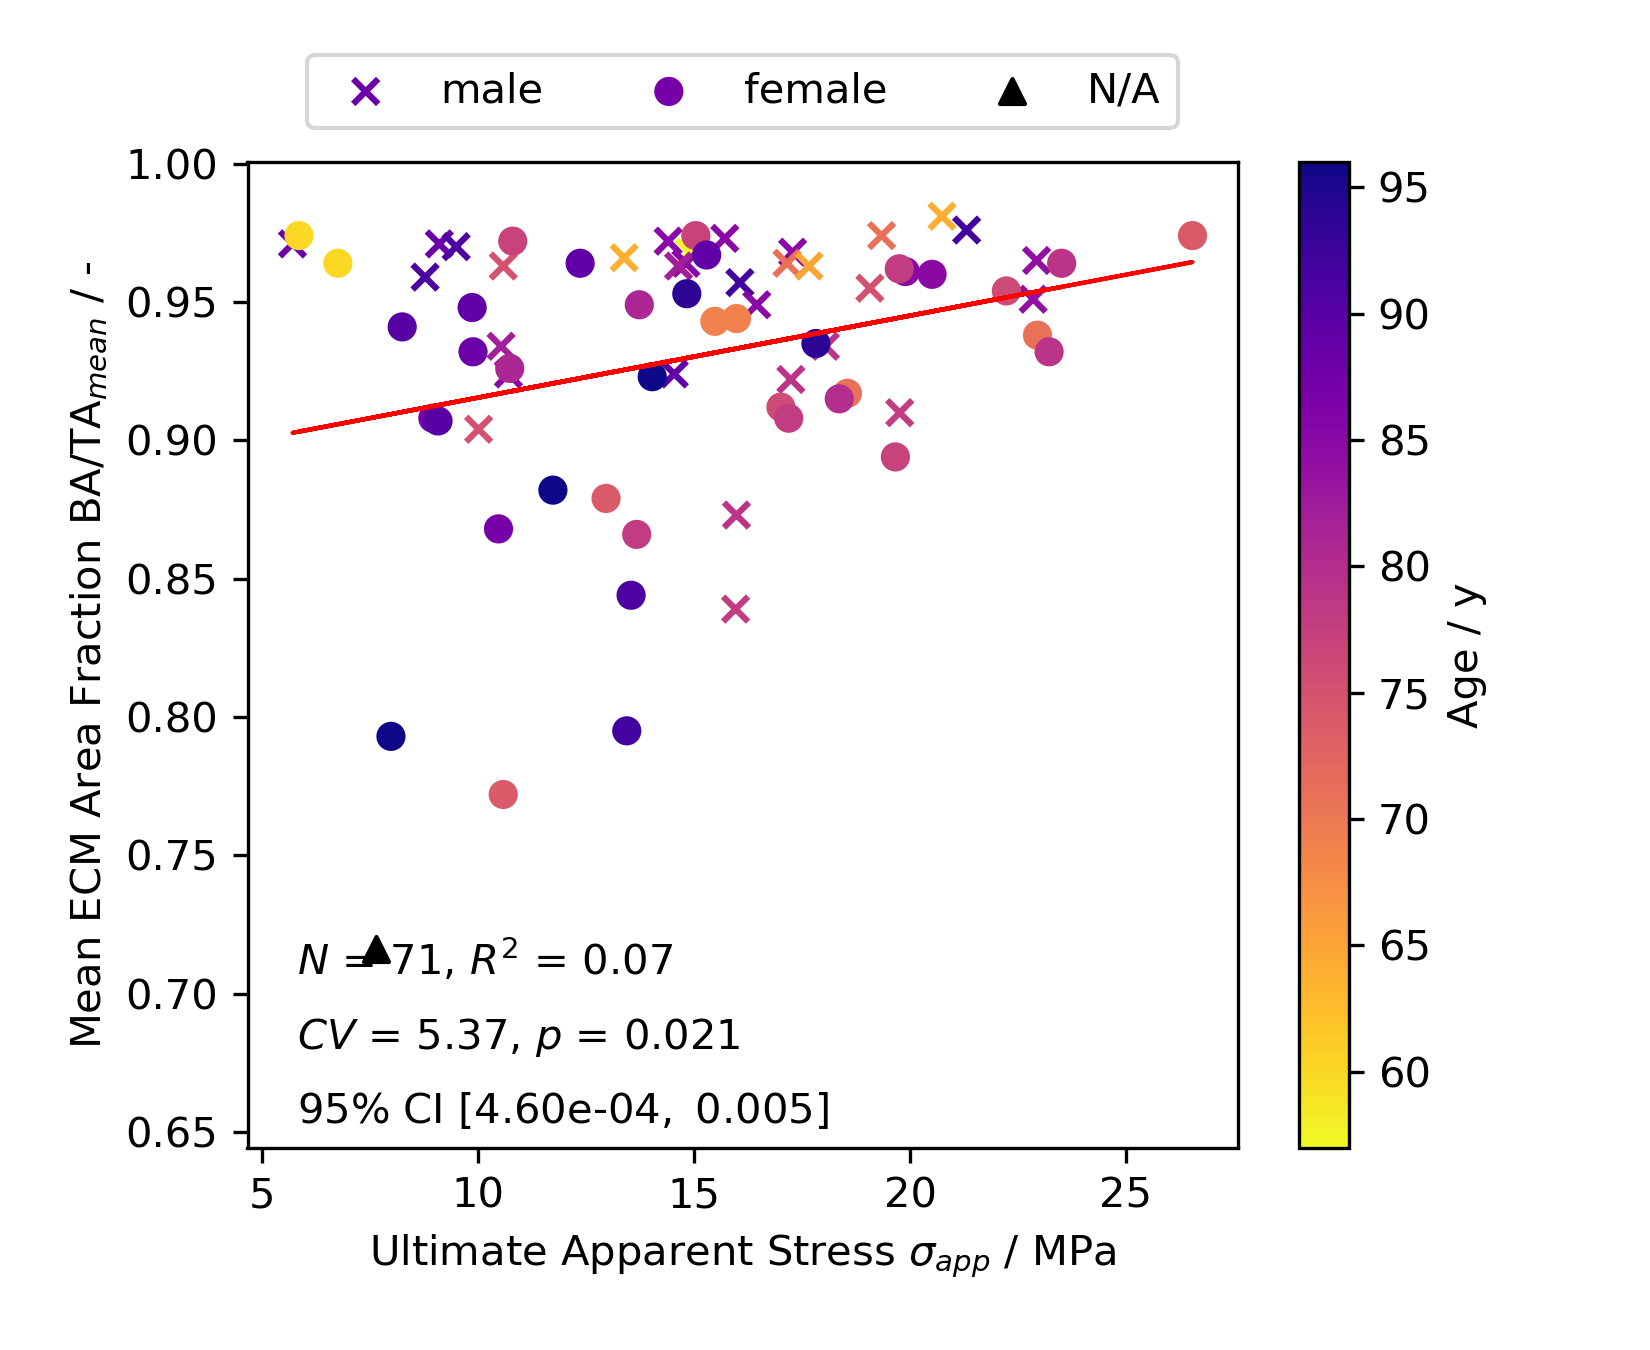 male female N/A
1.00
0.95
0.90
0.85
0.80
0.75
0.70
0.65
Mean ECM Area Fraction BA/TA_mean / -
N = 71, R² = 0.07
CV = 5.37, p = 0.021
95% CI [4.60e-04, 0.005]
5 10 15 20 25
Ultimate Apparent Stress σ_app / MPa
95
90
85
80
75
70
65
60
Age / y